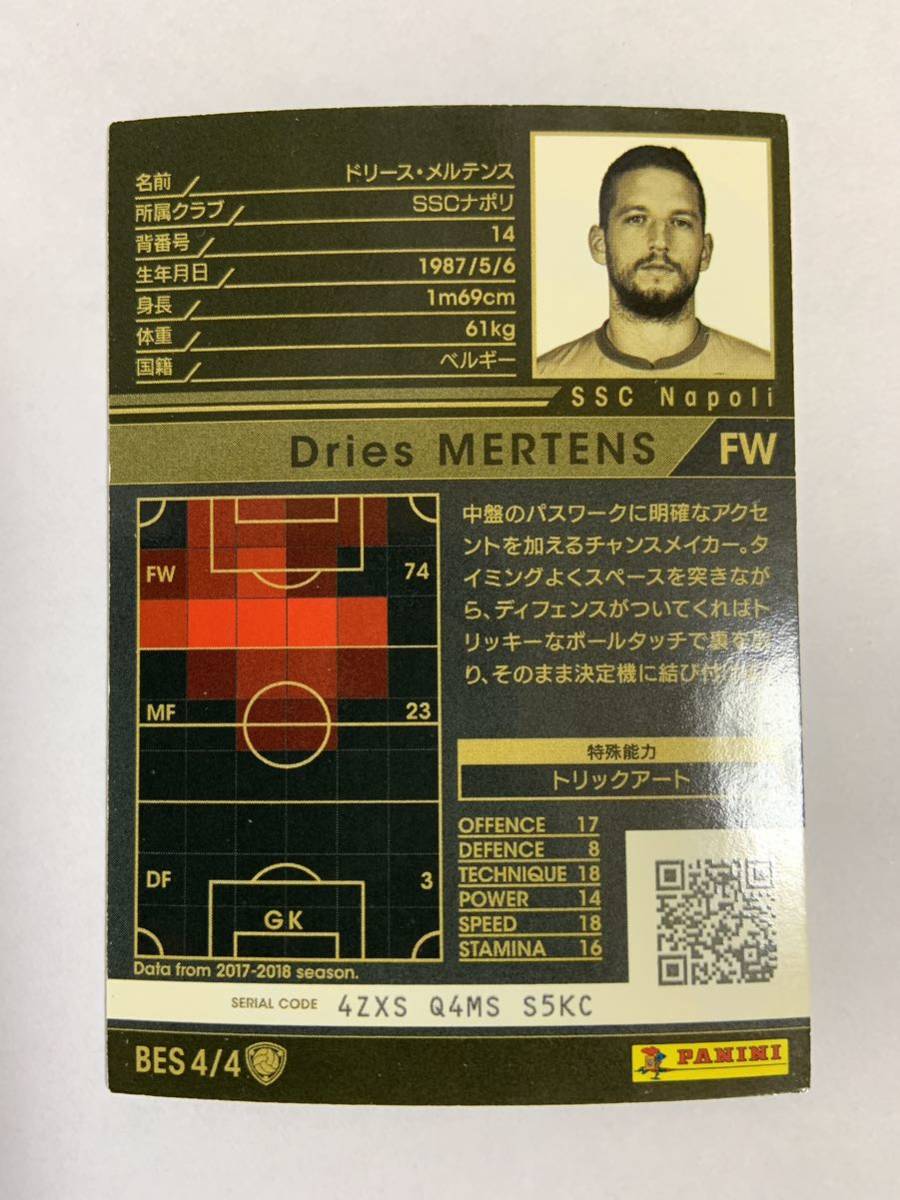 名前 ドリース・メルテンス
所属クラブ SSCナポリ
背番号 14
生年月日 1987/5/6
身長 1m69cm
体重 61kg
国籍 ベルギー
SSC Napoli
Dries MERTENS FW
FW 74
MF 23
DF 3
GK
Data from 2017-2018 season.
中盤のパスワークに明確なアクセ
ントを加えるチャンスメイカー。タ
イミングよくスペースを突きなが
ら、ディフェンスがついてくればト
リッキーなボールタッチで裏を取
り、そのまま決定機に結び付け
特殊能力
トリックアート
OFFENCE 17
DEFENCE 8
TECHNIQUE 18
POWER 14
SPEED 18
STAMINA 16
SERIAL CODE 4ZXS Q4MS S5KC
BES 4/4
PANINI